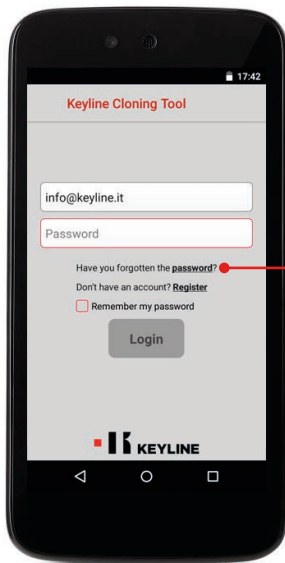 17:42
Keyline Cloning Tool
info@keyline.it
Password
Have you forgotten the password?
Don't have an account? Register
Remember my password
Login
KEYLINE